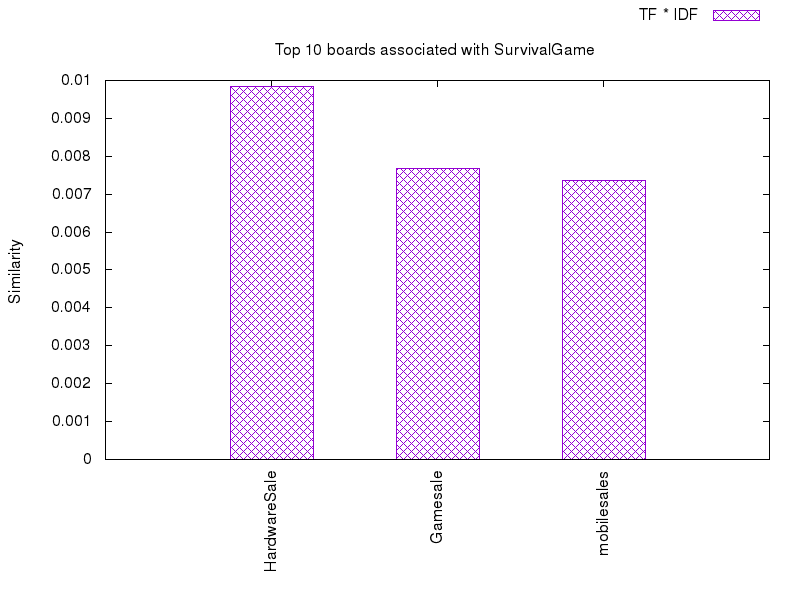 TF * IDF
Top 10 boards associated with SurvivalGame
0.01
0.009
0.008
0.007
0.006
0.005
0.004
0.003
0.002
0.001
0
Similarity
HardwareSale
Gamesale
mobilesales